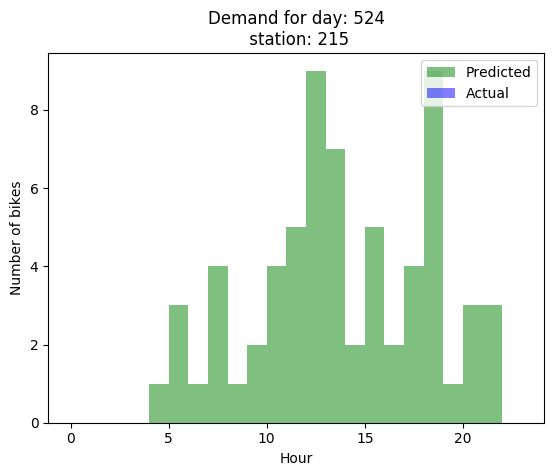 Demand for day: 524
station: 215
Predicted
Actual
Number of bikes
8
6
4
2
0
0 5 10 15 20
Hour